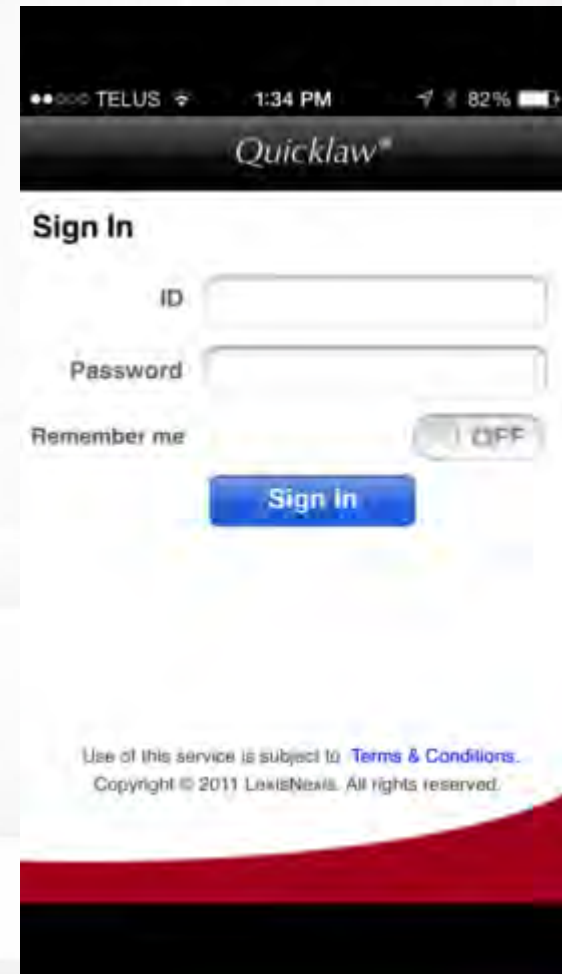 TELUS 1:34 PM 82%
Quicklaw®
Sign In
ID
Password
Remember me OFF
Sign In
Use of this service is subject to Terms & Conditions.
Copyright © 2011 LexisNexis. All rights reserved.